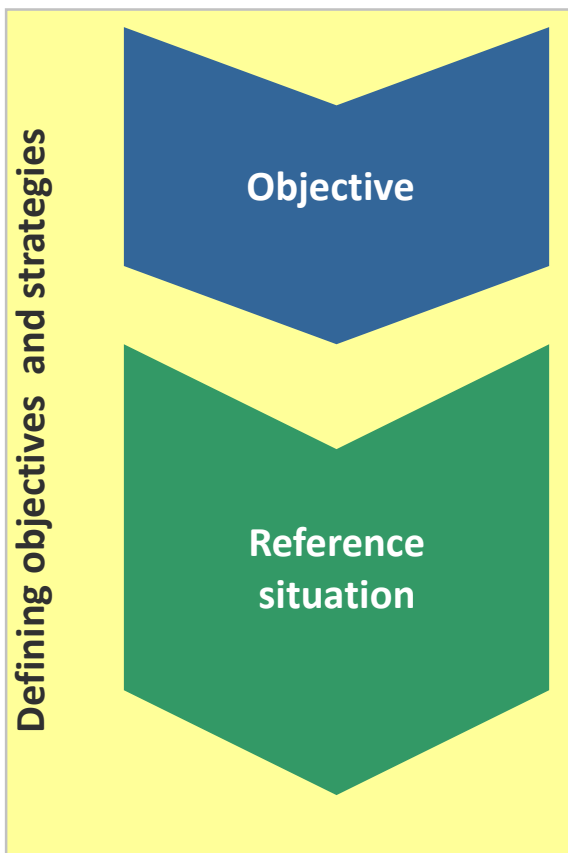 Defining objectives and strategies
Objective
Reference
situation